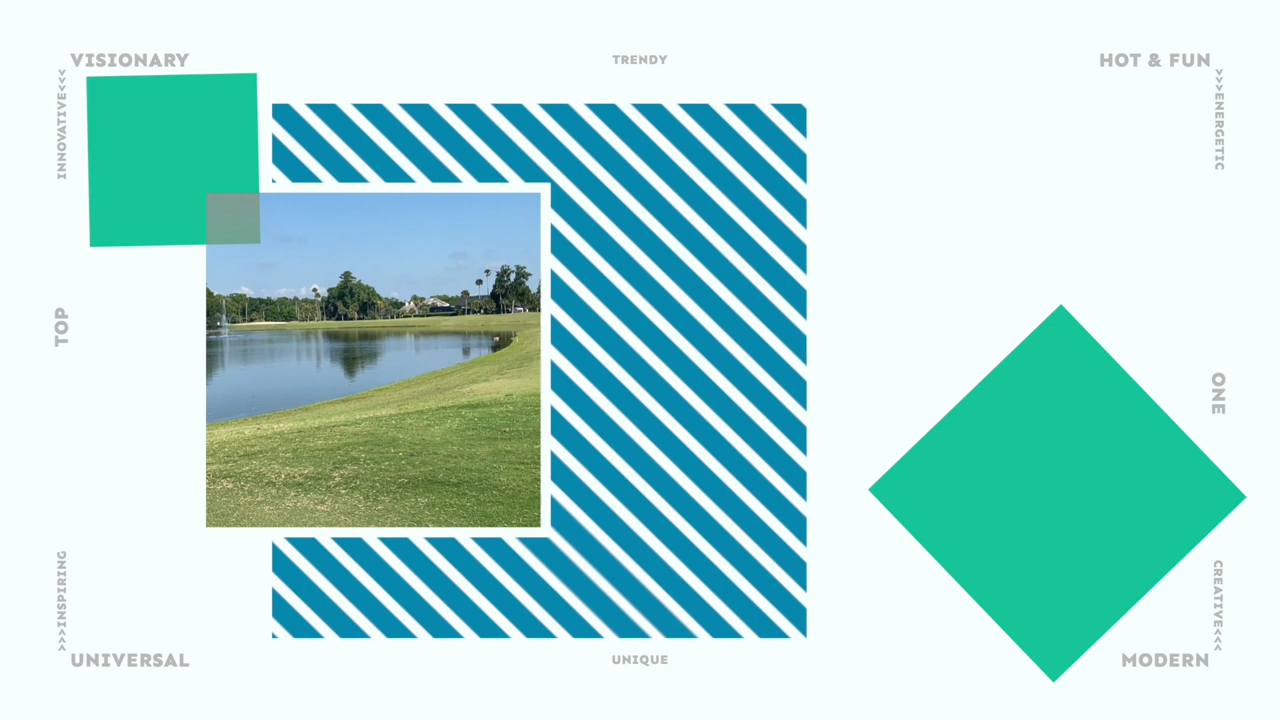 VISIONARY
TRENDY
HOT & FUN
INNOVATIVE<<<
>>>ENERGETIC
TOP
ONE
>>>INSPIRING
CREATIVE<<<
UNIVERSAL
UNIQUE
MODERN